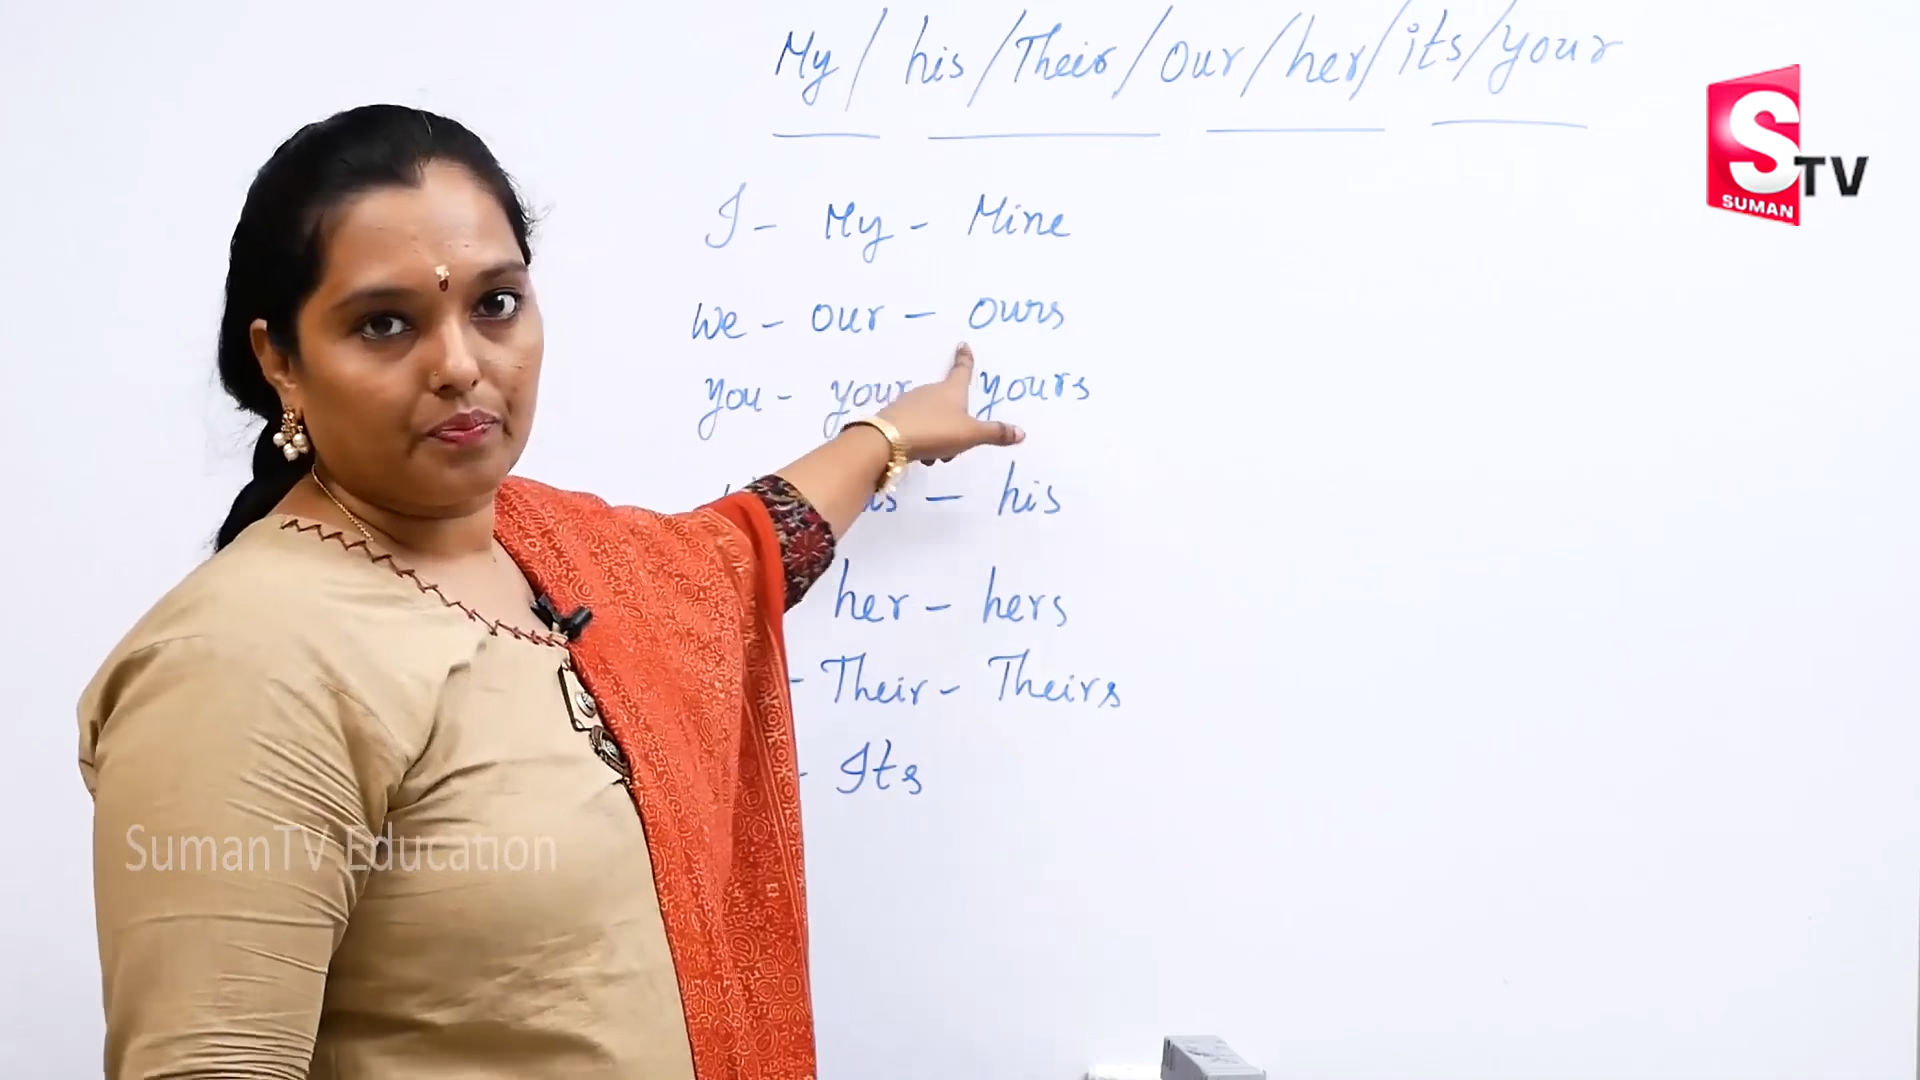 My / his / Their / our / her / its / your
S TV
SUMAN
I - My - Mine
We - our - ours
you - your yours
- his
her - hers
- Their - Theirs
- Its
SumanTV Education